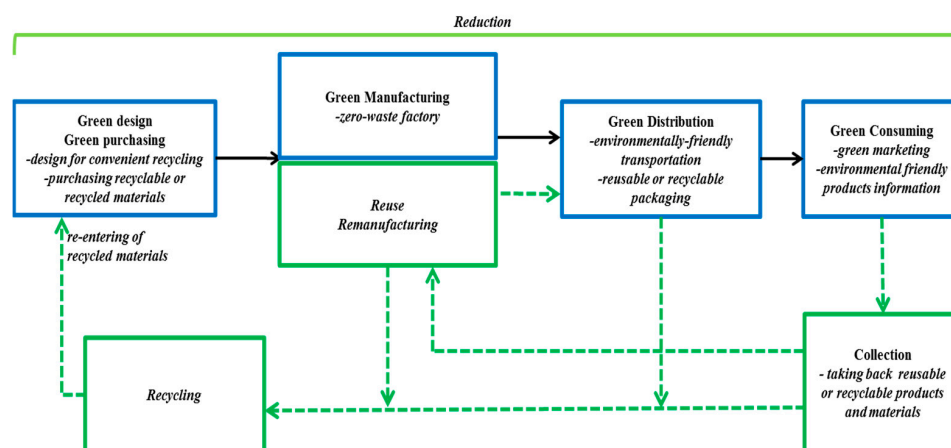 Reduction
Green design
Green purchasing
-design for convenient recycling
-purchasing recyclable or
recycled materials
Green Manufacturing
-zero-waste factory
Green Distribution
-environmentally-friendly
transportation
-reusable or recyclable
packaging
Green Consuming
-green marketing
-environmental friendly
products information
Reuse
Remanufacturing
re-entering of
recycled materials
Recycling
Collection
- taking back reusable
or recyclable products
and materials